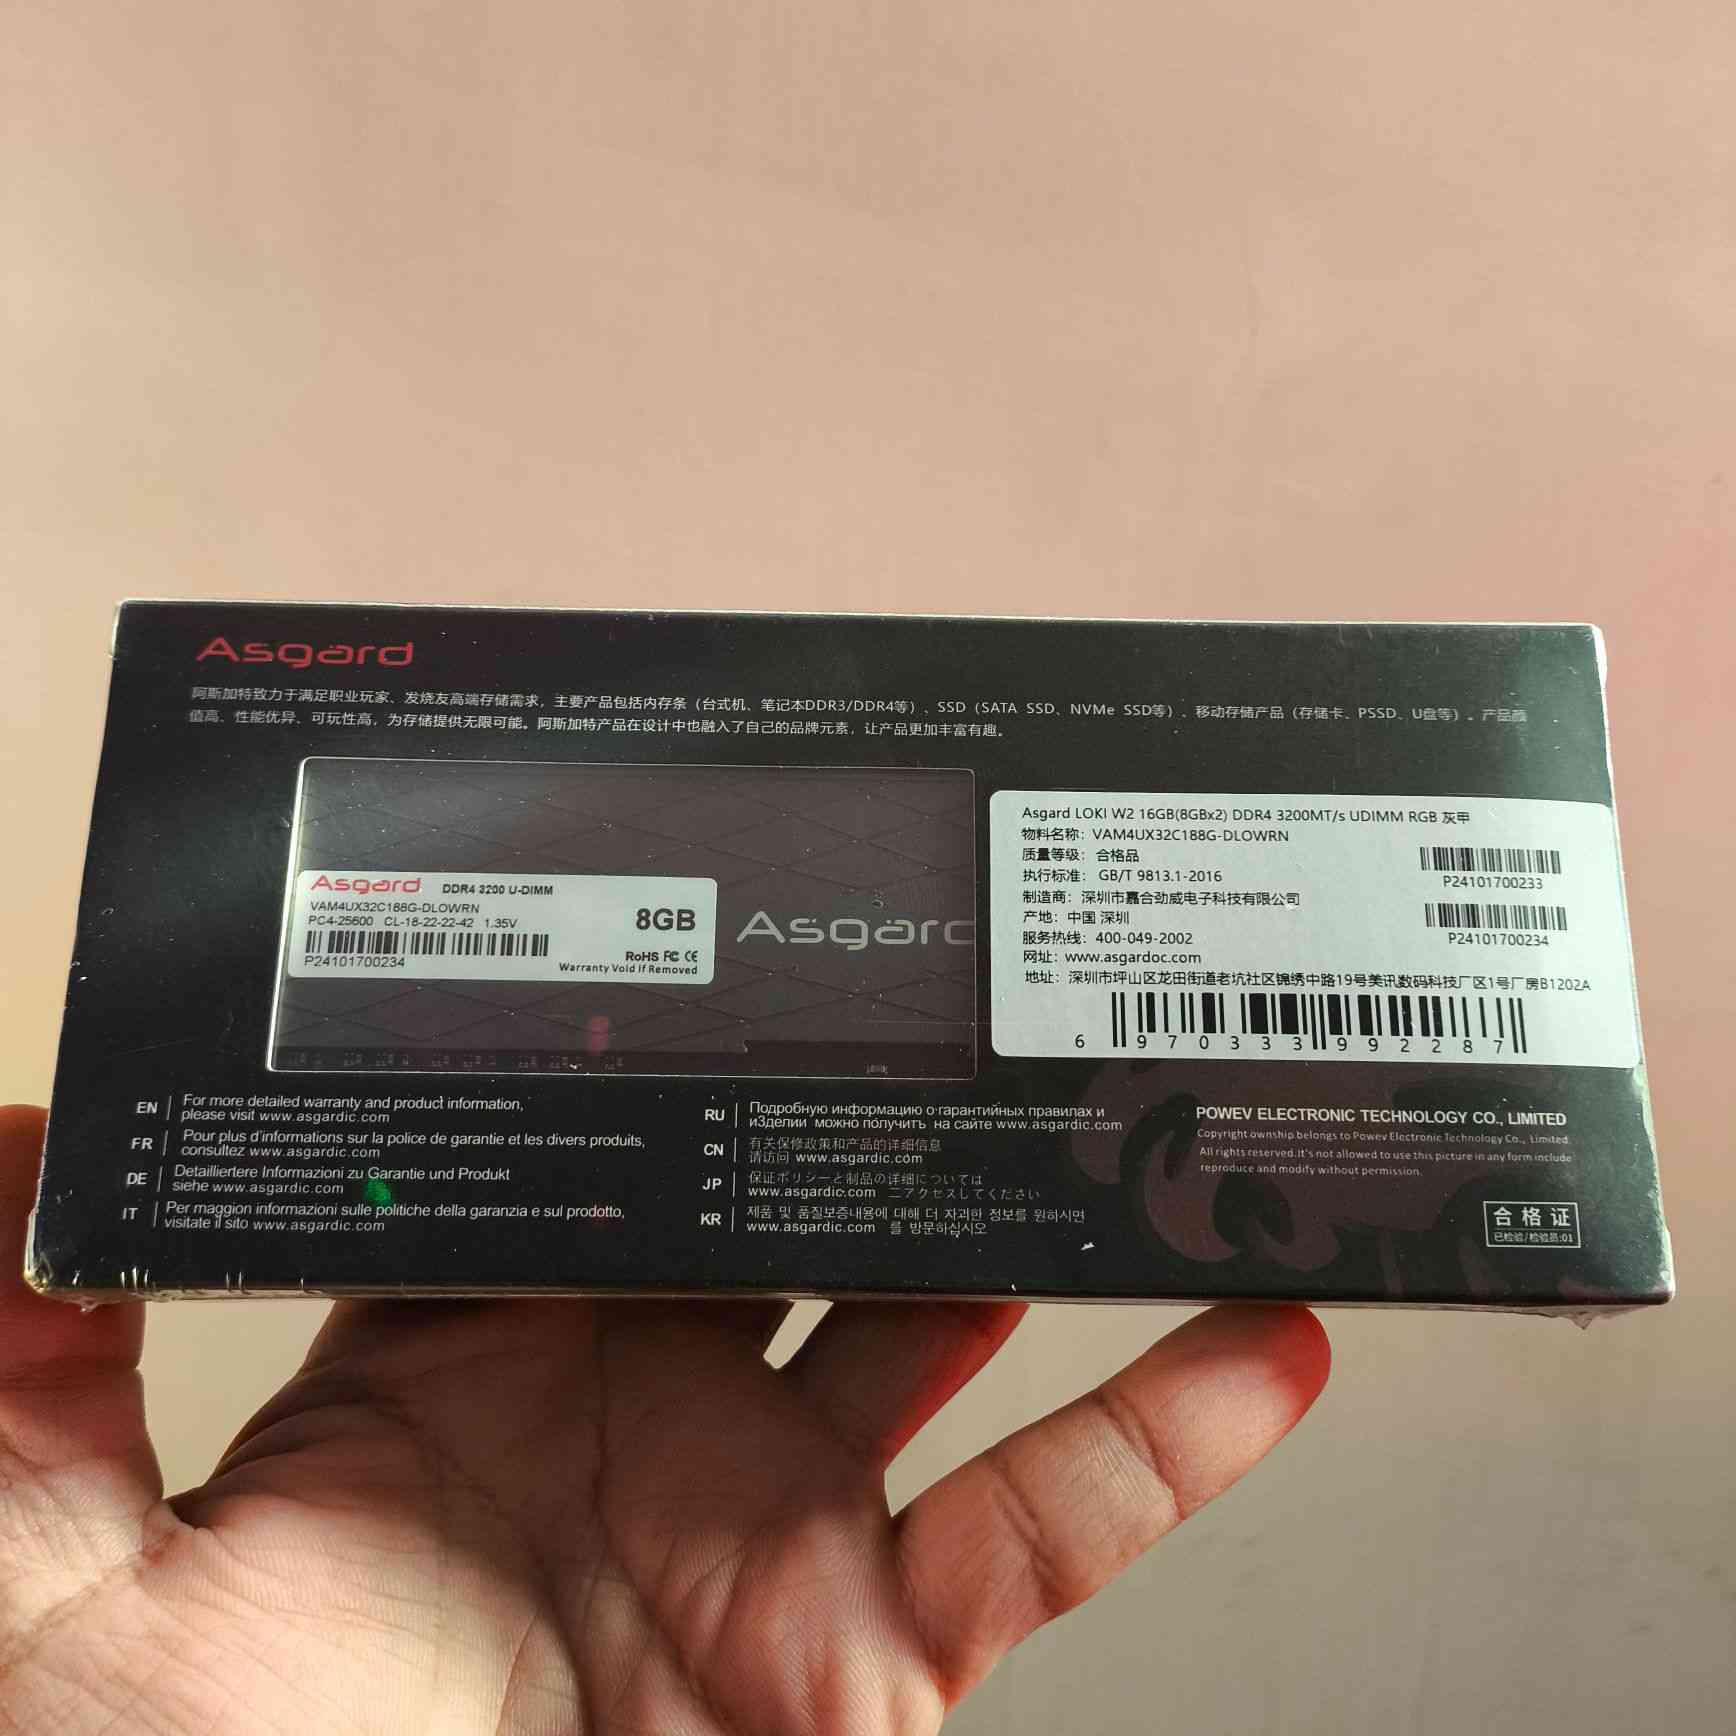 Asgard
阿斯加特致力于满足职业玩家、发烧友高端存储需求，主要产品包括内存条（台式机、笔记本DDR3/DDR4等）、SSD（SATA SSD、NVMe SSD等）、移动存储产品（存储卡、PSSD、U盘等）。产品颜
值高、性能优异、可玩性高，为存储提供无限可能。阿斯加特产品在设计中也融入了自己的品牌元素，让产品更加丰富有趣。
Asgard DDR4 3200 U-DIMM
VAM4UX32C188G-DLOWRN
PC4-25600 CL-18-22-22-42 1.35V
8GB
P24101700234
RoHS FC CE
Warranty Void if Removed
Asgard
Asgard LOKI W2 16GB(8GBx2) DDR4 3200MT/s UDIMM RGB 灰甲
物料名称：VAM4UX32C188G-DLOWRN
质量等级：合格品
执行标准：GB/T 9813.1-2016
制造商：深圳市嘉合劲威电子科技有限公司
产地：中国 深圳
服务热线：400-049-2002
网址：www.asgardoc.com
地址：深圳市坪山区龙田街道老坑社区锦绣中路19号美讯数码科技厂区1号厂房B1202A
P24101700233
P24101700234
6 970333 992287
EN For more detailed warranty and product information,
please visit www.asgardic.com
FR Pour plus d'informations sur la police de garantie et les divers produits,
consultez www.asgardic.com
DE Detailliertere Informazioni zu Garantie und Produkt
siehe www.asgardic.com
IT Per maggion informazioni sulle politiche della garanzia e sul prodotto,
visitate il sito www.asgardic.com
RU Подробную информацию о гарантийных правилах и
иЗделии можно получить на сайте www.asgardic.com
CN 有关保修政策和产品的详细信息
请访问 www.asgardic.com
JP 保证ポリシーと制品の详细については
www.asgardic.com 二アクセスしてください
KR 제품 및 품질보증내용에 대해 더 자괴한 정보를 원하시면
www.asgardic.com 를 방문하십시오
POWEV ELECTRONIC TECHNOLOGY CO., LIMITED
Copyright ownship belongs to Powev Electronic Technology Co., Limited.
All rights reserved.It's not allowed to use this picture in any form include
reproduce and modify without permission.
合格证
已检验/检验员:01